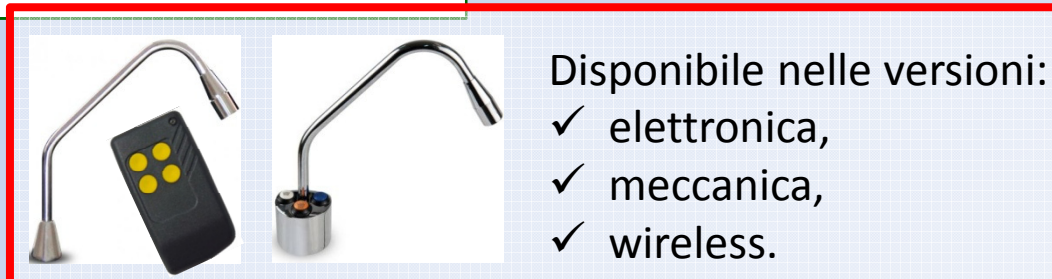 Disponibile nelle versioni:
✓ elettronica,
✓ meccanica,
✓ wireless.